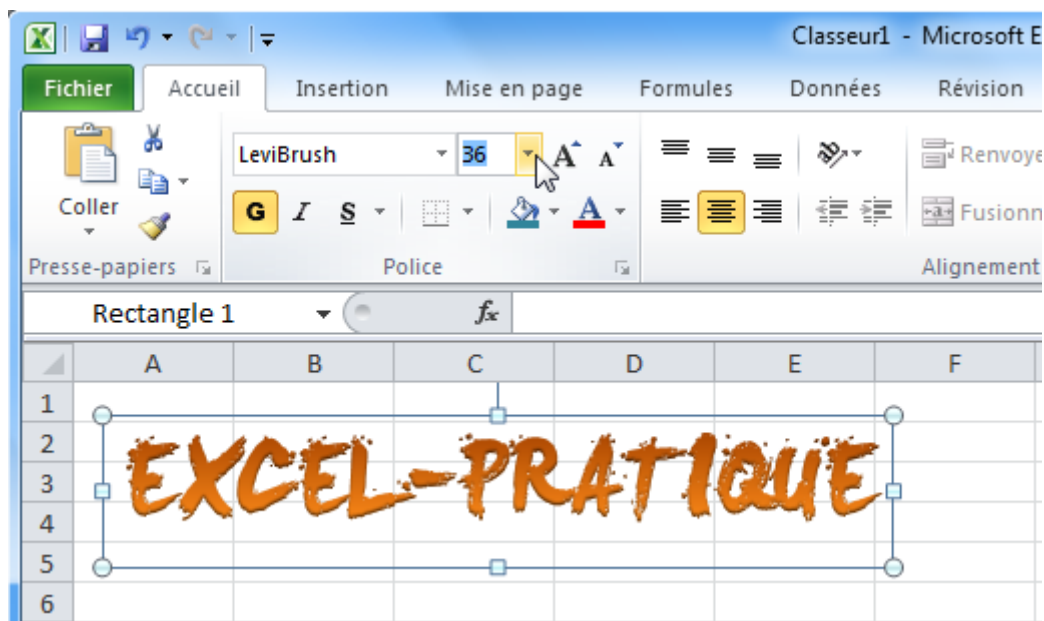 Classeur1 - Microsoft E
Fichier Accueil Insertion Mise en page Formules Données Révision
LeviBrush 36 A A
Renvoye
Coller
G I S A
Fusionn
Presse-papiers Police Alignement
Rectangle 1 fx
A B C D E F
1
2
3
4
5
6
EXCEL-PRATIQUE